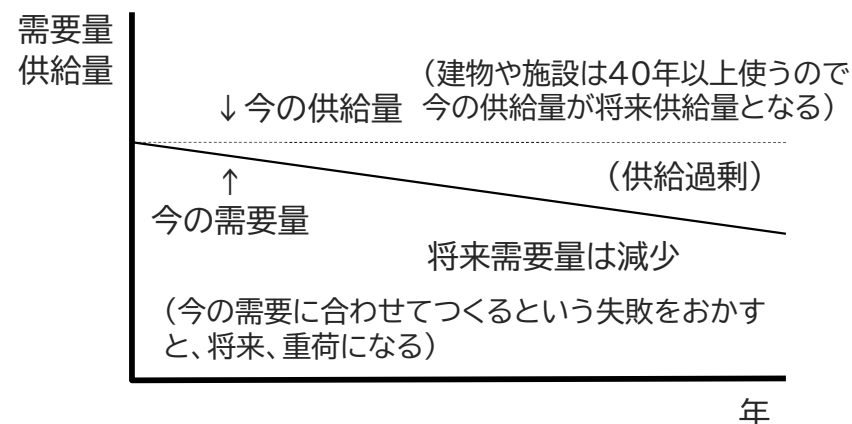 需要量
供給量
（建物や施設は40年以上使うので
↓今の供給量
今の供給量が将来供給量となる）
（供給過剰）
↑
今の需要量
将来需要量は減少
（今の需要に合わせてつくるという失敗をおかす
と、将来、重荷になる）
年